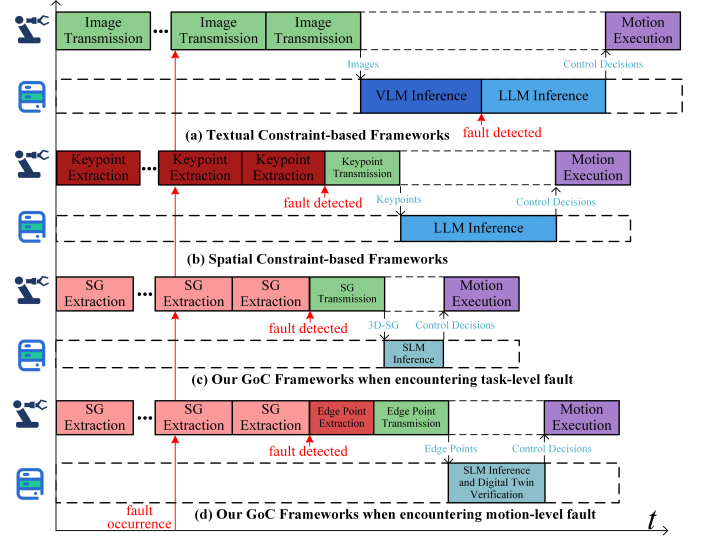 Image Transmission
...
Image Transmission
Image Transmission
Motion Execution
Images
Control Decisions
VLM Inference
LLM Inference
(a) Textual Constraint-based Frameworks
fault detected
Keypoint Extraction
...
Keypoint Extraction
Keypoint Extraction
Keypoint Transmission
Motion Execution
fault detected
Keypoints
Control Decisions
LLM Inference
(b) Spatial Constraint-based Frameworks
SG Extraction
...
SG Extraction
SG Extraction
SG Transmission
Motion Execution
fault detected
3D-SG
Control Decisions
SLM Inference
(c) Our GoC Frameworks when encountering task-level fault
SG Extraction
...
SG Extraction
SG Extraction
Edge Point Extraction
Edge Point Transmission
Motion Execution
fault detected
Edge Points
Control Decisions
SLM Inference and Digital Twin Verification
fault occurrence
(d) Our GoC Frameworks when encountering motion-level fault
t